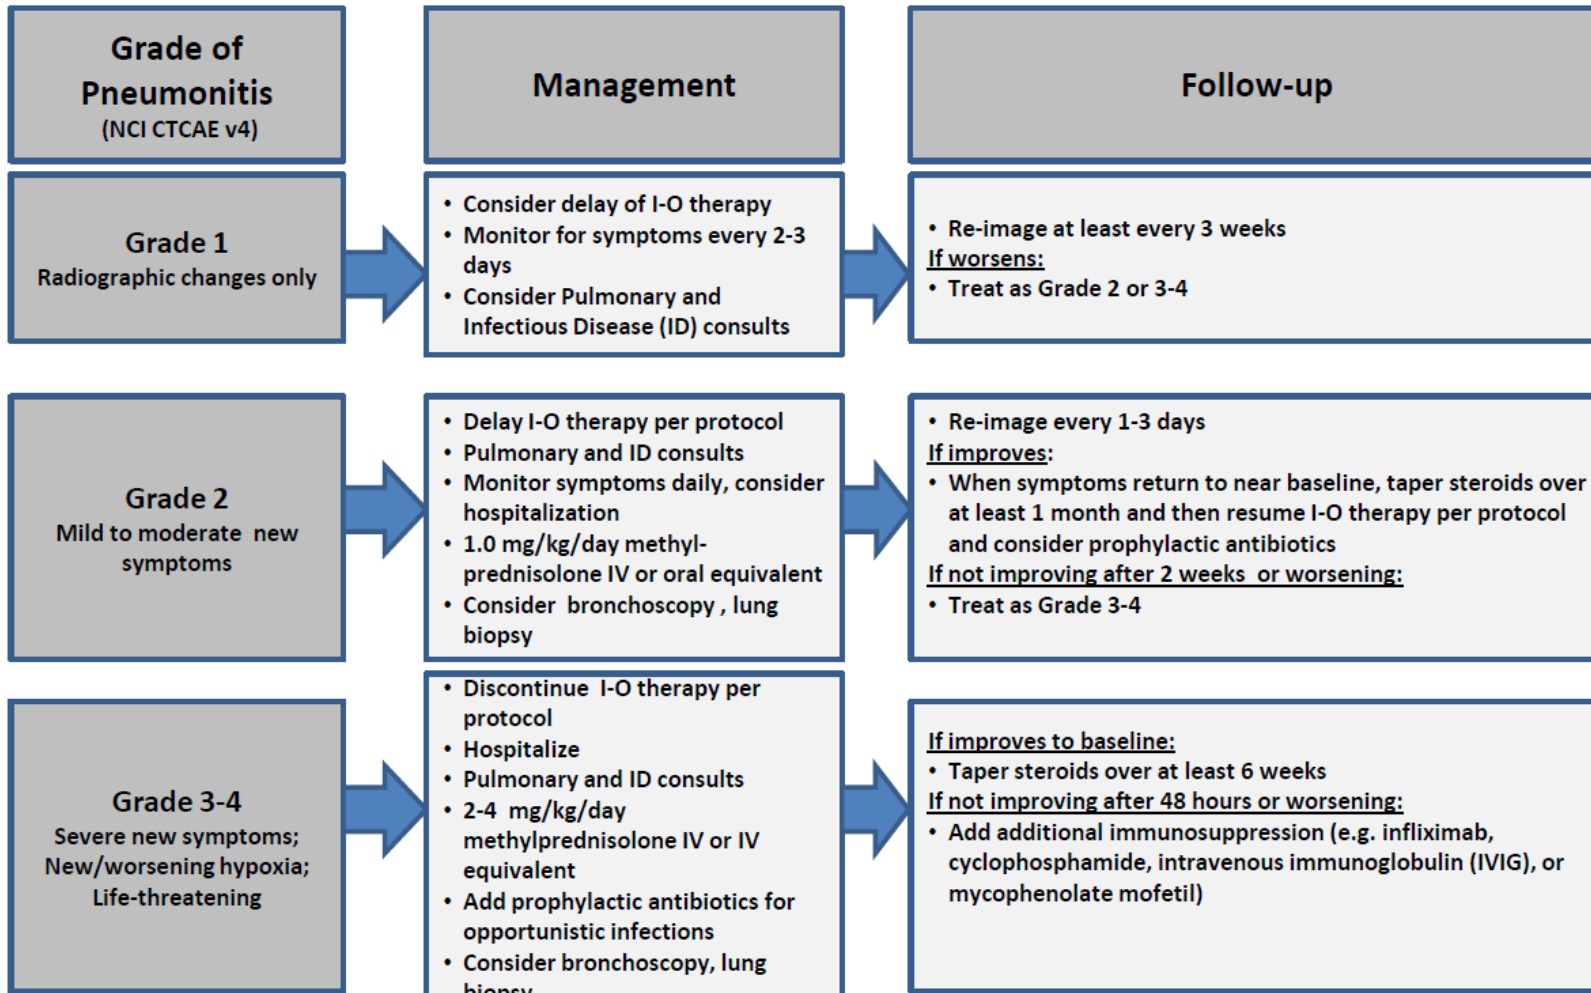 Grade of
Pneumonitis
(NCI CTCAE v4)
Management
Follow-up
Grade 1
Radiographic changes only
• Consider delay of I-O therapy
• Monitor for symptoms every 2-3
days
• Consider Pulmonary and
Infectious Disease (ID) consults
• Re-image at least every 3 weeks
If worsens:
• Treat as Grade 2 or 3-4
Grade 2
Mild to moderate new
symptoms
• Delay I-O therapy per protocol
• Pulmonary and ID consults
• Monitor symptoms daily, consider
hospitalization
• 1.0 mg/kg/day methyl-
prednisolone IV or oral equivalent
• Consider bronchoscopy , lung
biopsy
• Re-image every 1-3 days
If improves:
• When symptoms return to near baseline, taper steroids over
at least 1 month and then resume I-O therapy per protocol
and consider prophylactic antibiotics
If not improving after 2 weeks or worsening:
• Treat as Grade 3-4
Grade 3-4
Severe new symptoms;
New/worsening hypoxia;
Life-threatening
• Discontinue I-O therapy per
protocol
• Hospitalize
• Pulmonary and ID consults
• 2-4 mg/kg/day
methylprednisolone IV or IV
equivalent
• Add prophylactic antibiotics for
opportunistic infections
• Consider bronchoscopy, lung
biopsy
If improves to baseline:
• Taper steroids over at least 6 weeks
If not improving after 48 hours or worsening:
• Add additional immunosuppression (e.g. infliximab,
cyclophosphamide, intravenous immunoglobulin (IVIG), or
mycophenolate mofetil)